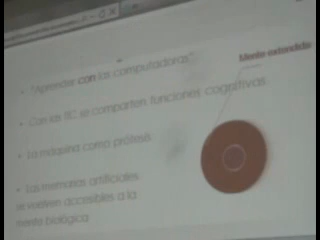 Mente extendida
• "Aprender con las computadoras"
• Con las TIC se comparten funciones cognitivas
• La máquina como prótesis
• Las memorias artificiales
se vuelven accesibles a la
mente biológica